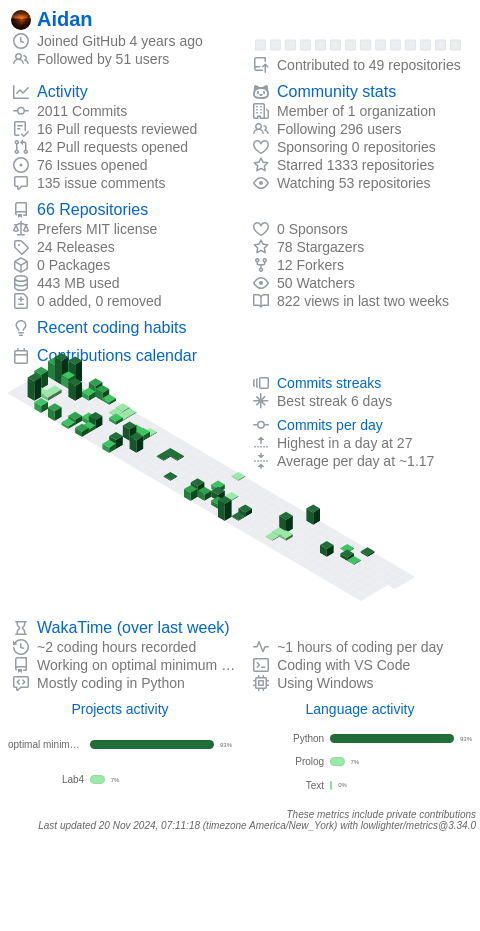 Aidan
Joined GitHub 4 years ago
Followed by 51 users
Contributed to 49 repositories
Activity
2011 Commits
16 Pull requests reviewed
42 Pull requests opened
76 Issues opened
135 issue comments
Community stats
Member of 1 organization
Following 296 users
Sponsoring 0 repositories
Starred 1333 repositories
Watching 53 repositories
66 Repositories
Prefers MIT license
24 Releases
0 Packages
443 MB used
0 added, 0 removed
0 Sponsors
78 Stargazers
12 Forkers
50 Watchers
822 views in last two weeks
Recent coding habits
Contributions calendar
Commits streaks
Best streak 6 days
Commits per day
Highest in a day at 27
Average per day at ~1.17
WakaTime (over last week)
~2 coding hours recorded
Working on optimal minimum …
Mostly coding in Python
~1 hours of coding per day
Coding with VS Code
Using Windows
Projects activity
optimal minim… 93%
Lab4 7%
Language activity
Python 93%
Prolog 7%
Text 0%
These metrics include private contributions
Last updated 20 Nov 2024, 07:11:18 (timezone America/New_York) with lowlighter/metrics@3.34.0